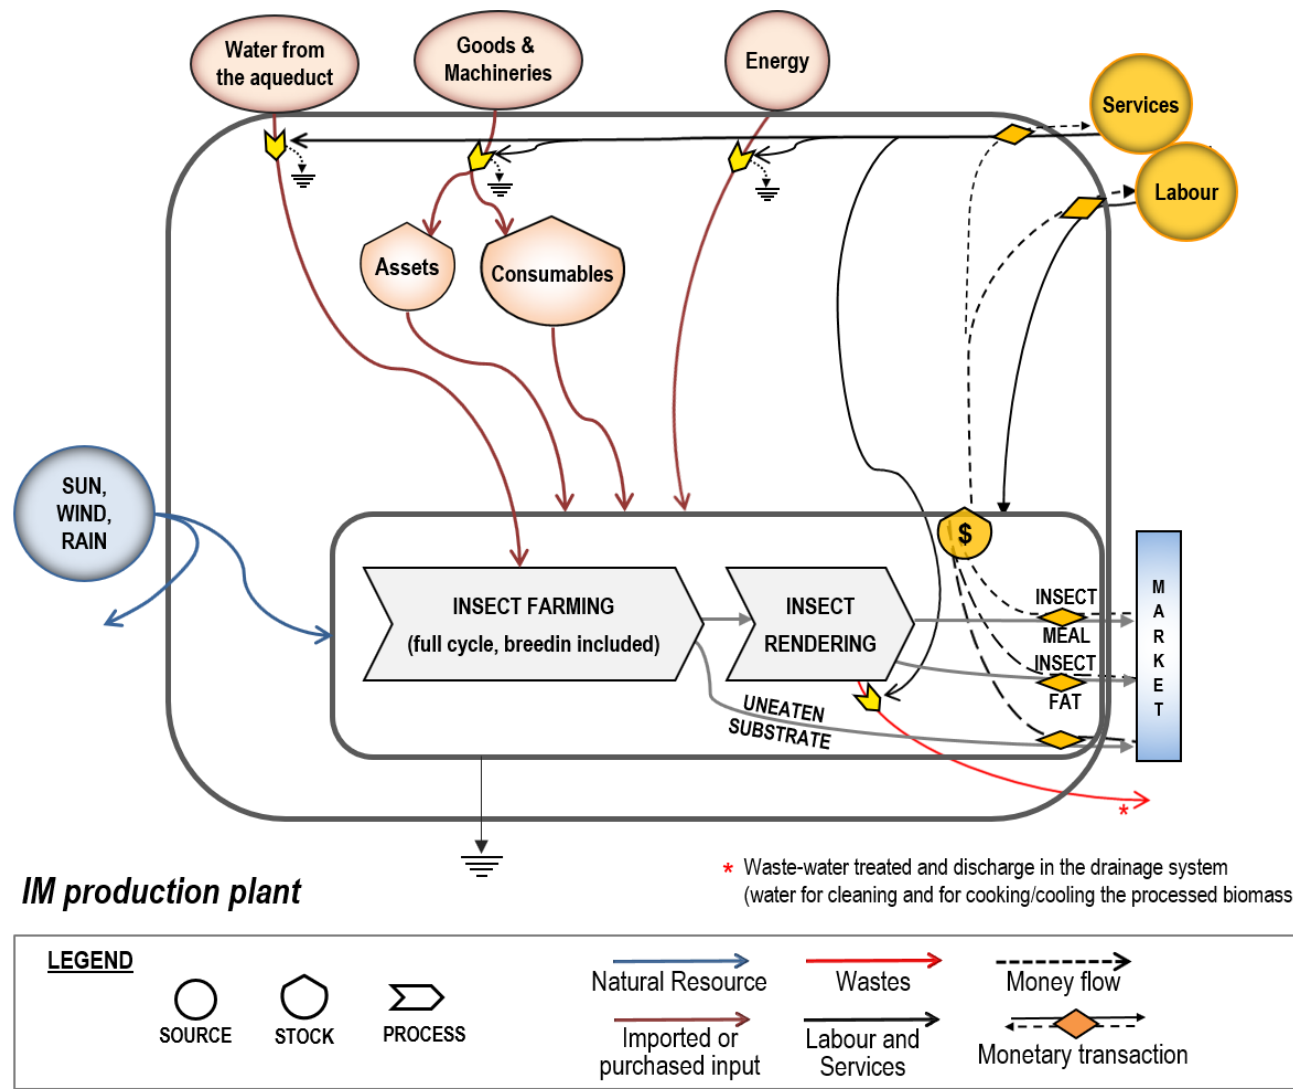 Water from
the aqueduct
Goods &
Machineries
Energy
Services
Labour
Assets
Consumables
SUN,
WIND,
RAIN
$
INSECT FARMING
(full cycle, breedin included)
INSECT
RENDERING
INSECT
MEAL
INSECT
FAT
UNEATEN
SUBSTRATE
MARKET
*
IM production plant
* Waste-water treated and discharge in the drainage system
(water for cleaning and for cooking/cooling the processed biomass
LEGEND
SOURCE
STOCK
PROCESS
Natural Resource
Wastes
Money flow
Imported or
purchased input
Labour and
Services
Monetary transaction